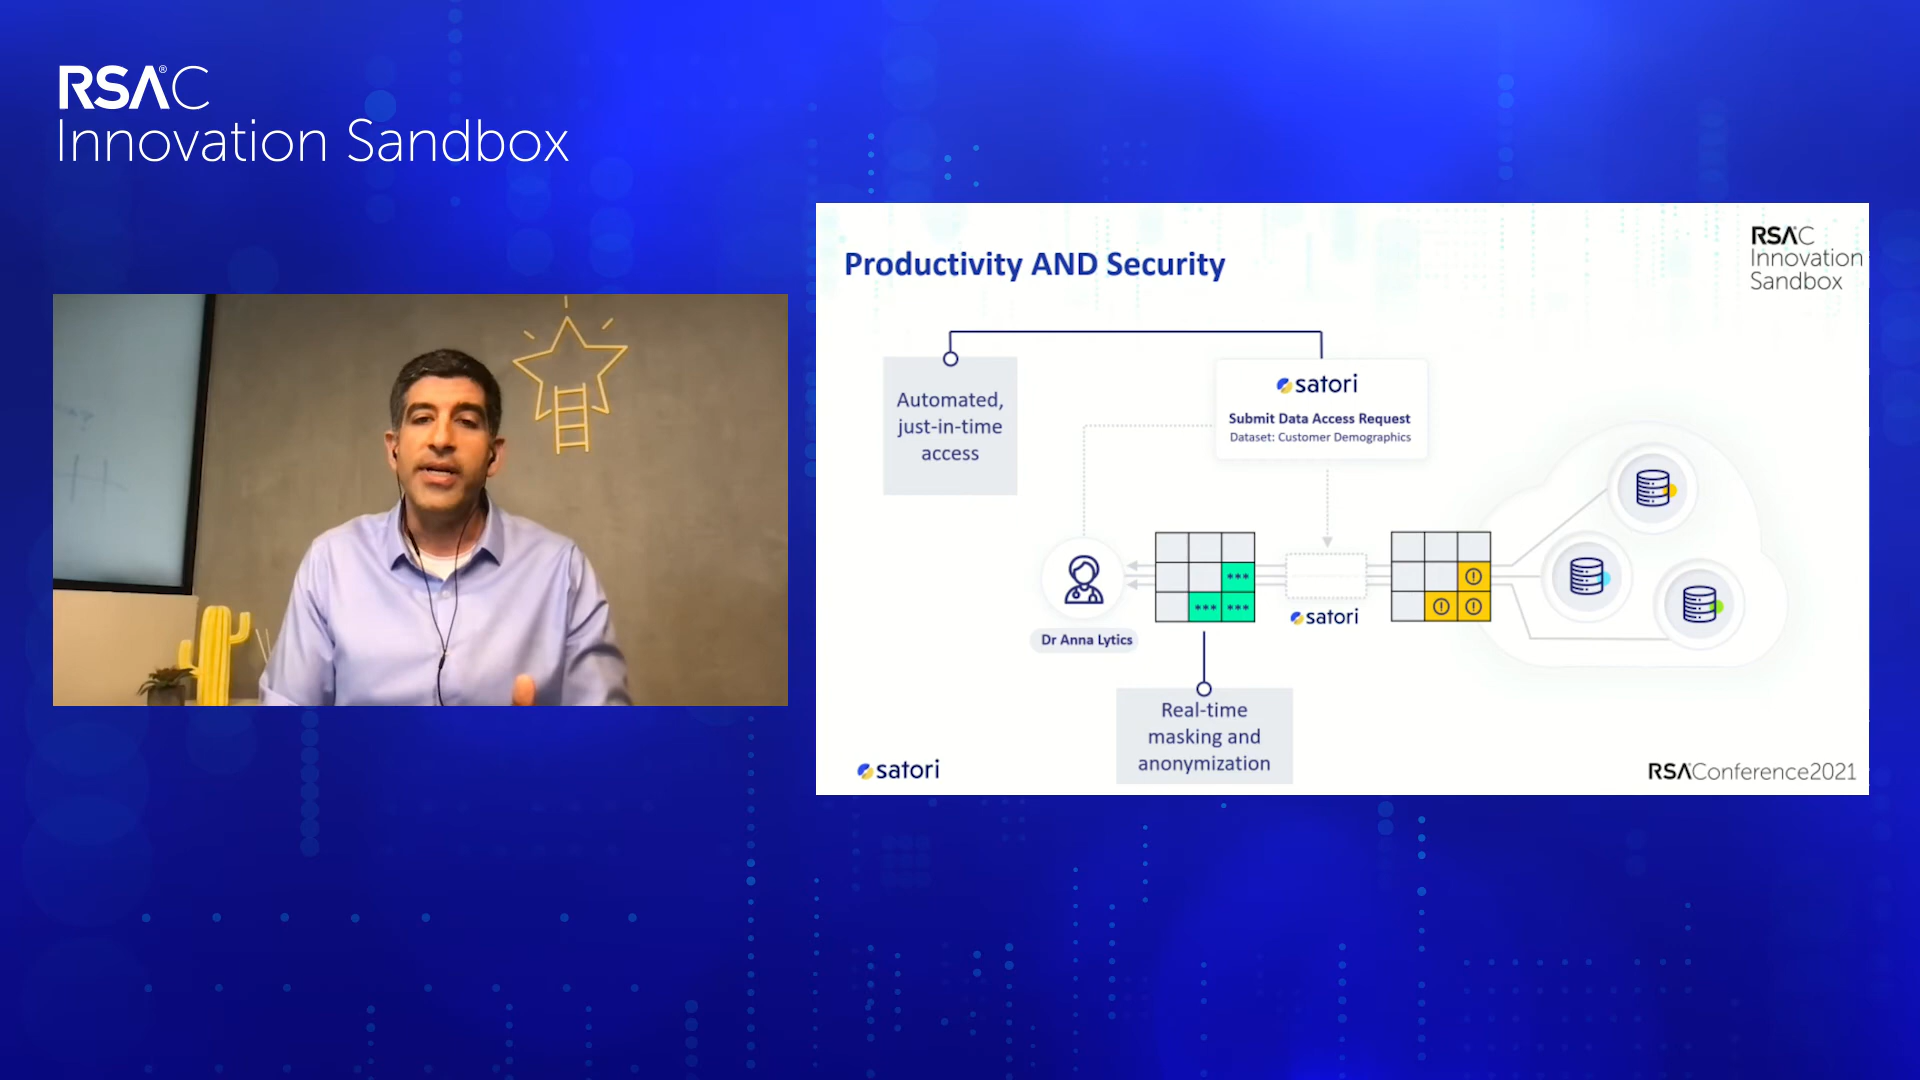 RSA®C
Innovation Sandbox
Productivity AND Security
RSAC
Innovation
Sandbox
Automated,
just-in-time
access
satori
Submit Data Access Request
Dataset: Customer Demographics
***
*** ***
satori
Dr Anna Lytics
Real-time
masking and
anonymization
satori
RSAConference2021